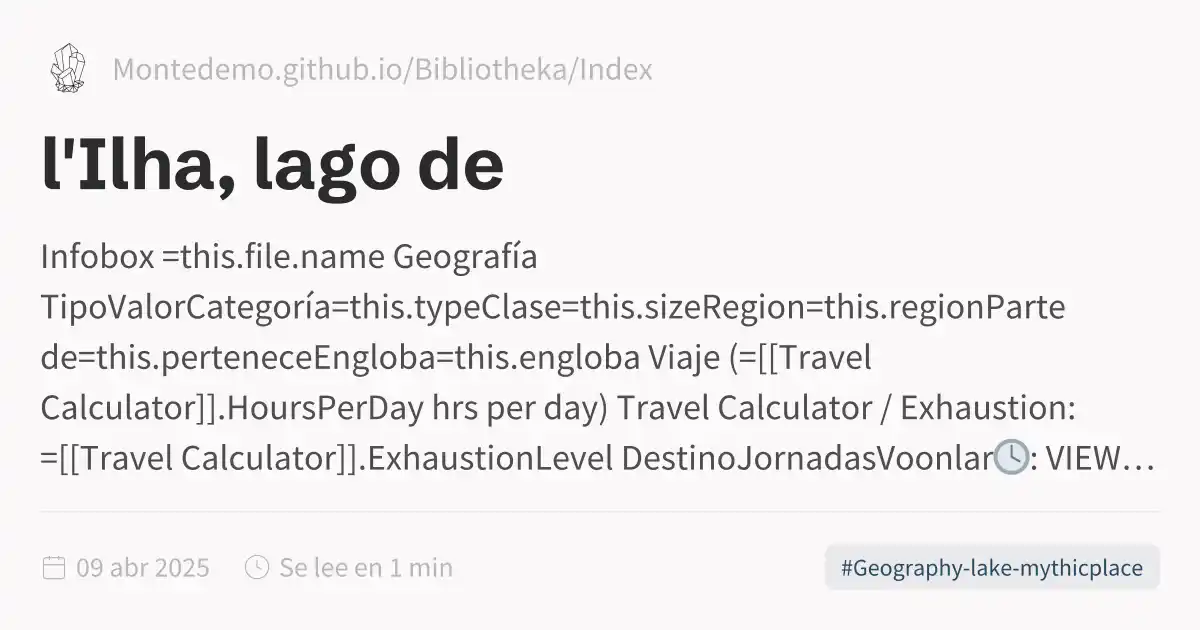 Montedemo.github.io/Bibliotheka/Index
l'Ilha, lago de
Infobox =this.file.name Geografía
TipoValorCategoría=this.typeClase=this.sizeRegion=this.regionParte
de=this.perteneceEngloba=this.engloba Viaje (=[[Travel
Calculator]].HoursPerDay hrs per day) Travel Calculator / Exhaustion:
=[[Travel Calculator]].ExhaustionLevel DestinoJornadasVoonlar🕓: VIEW…
09 abr 2025 Se lee en 1 min #Geography-lake-mythicplace